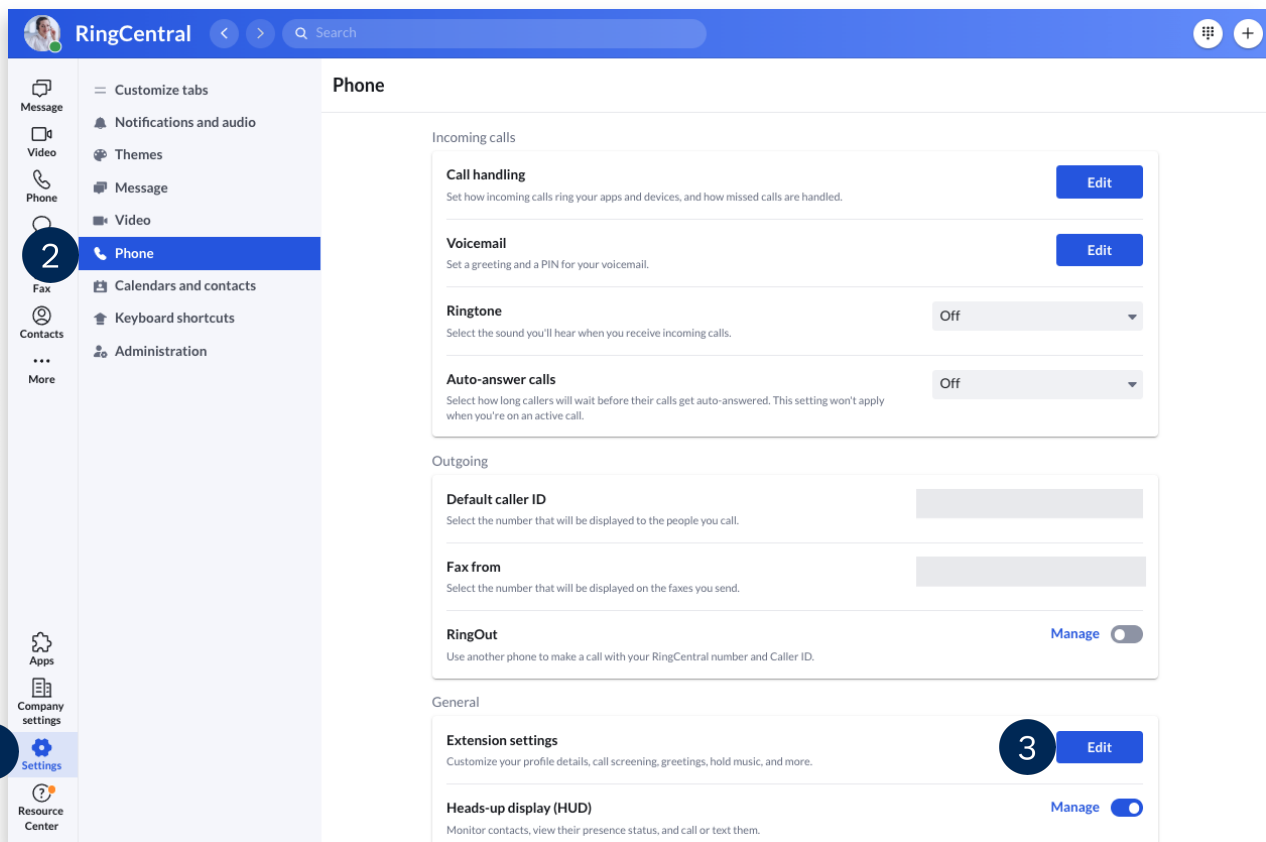 RingCentral
Search
Message
Video
Phone
2
Fax
Contacts
More
Apps
Company
settings
Settings
Resource
Center
Customize tabs
Notifications and audio
Themes
Message
Video
Phone
Calendars and contacts
Keyboard shortcuts
Administration
Phone
Incoming calls
Call handling
Set how incoming calls ring your apps and devices, and how missed calls are handled.
Edit
Voicemail
Set a greeting and a PIN for your voicemail.
Edit
Ringtone
Select the sound you'll hear when you receive incoming calls.
Off
Auto-answer calls
Select how long callers will wait before their calls get auto-answered. This setting won't apply
when you're on an active call.
Off
Outgoing
Default caller ID
Select the number that will be displayed to the people you call.
Fax from
Select the number that will be displayed on the faxes you send.
RingOut
Use another phone to make a call with your RingCentral number and Caller ID.
Manage
General
Extension settings
Customize your profile details, call screening, greetings, hold music, and more.
3
Edit
Heads-up display (HUD)
Monitor contacts, view their presence status, and call or text them.
Manage